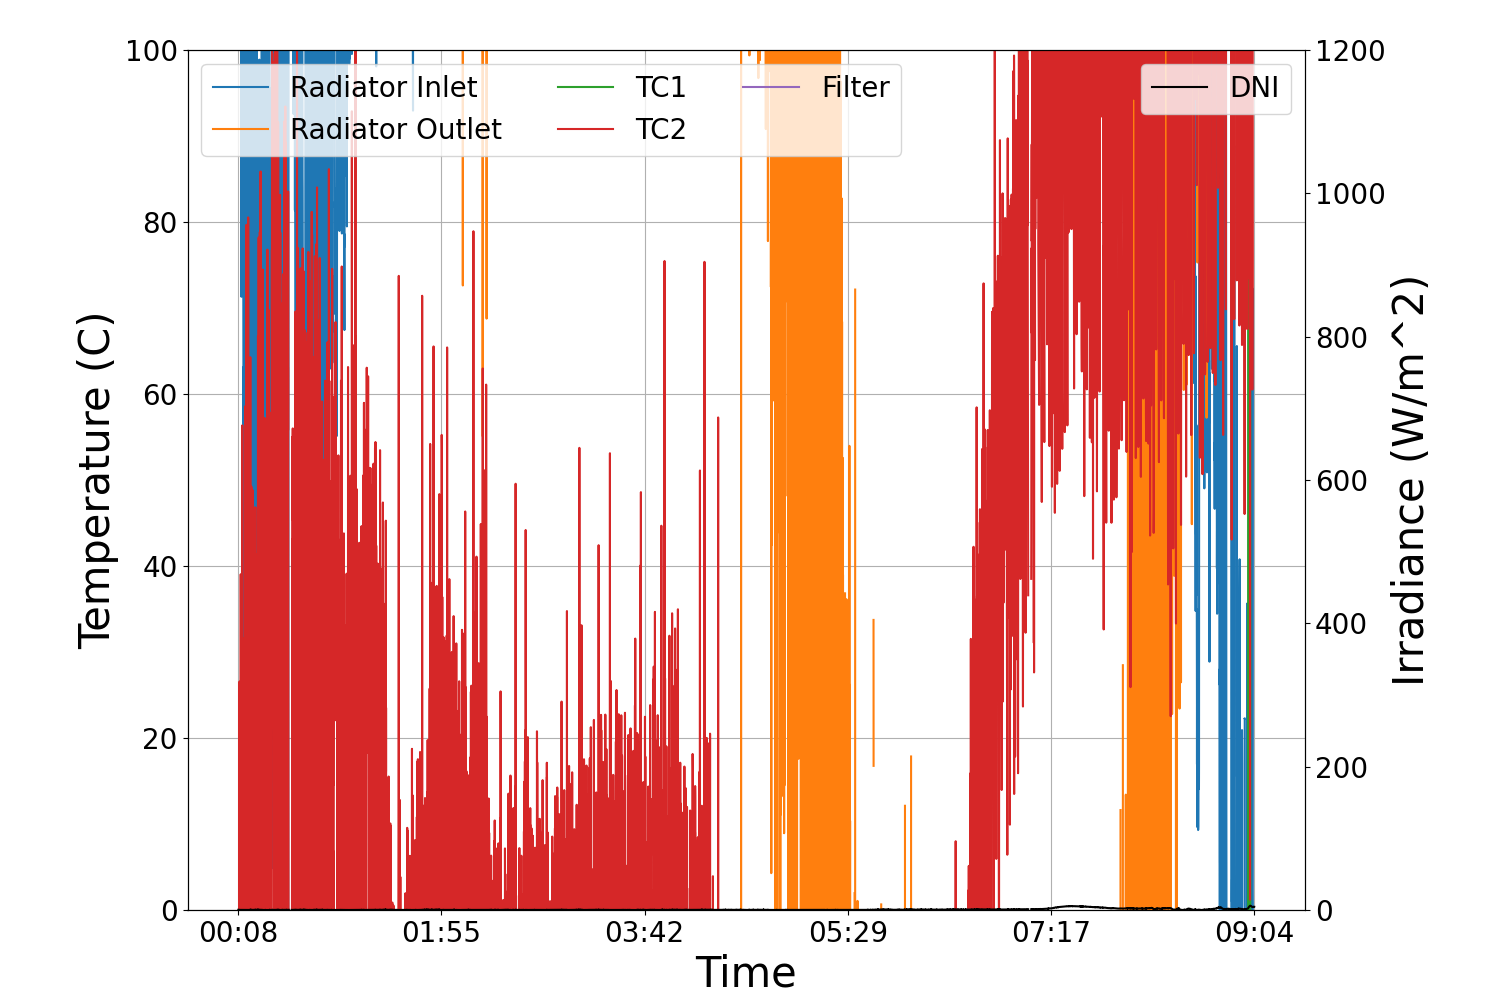 100
80
60
40
20
0
Temperature (C)
Radiator Inlet
Radiator Outlet
TC1
TC2
Filter
DNI
1200
1000
800
600
400
200
0
Irradiance (W/m^2)
00:08 01:55 03:42 05:29 07:17 09:04
Time